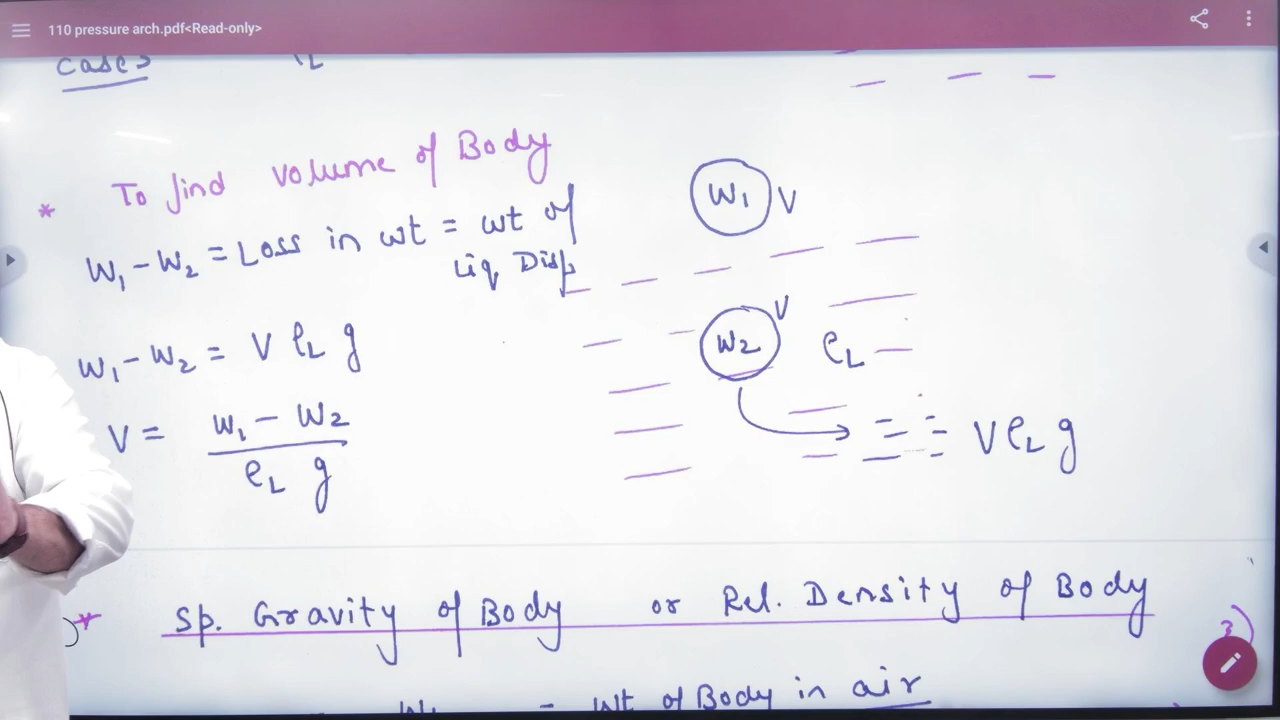 110 pressure arch.pdf<Read-only>
cases
* To find volume of Body
W₁ - W₂ = Loss in wt = wt of
Liq Disp
W₁ - W₂ = V ρL g
V = W₁ - W₂
ρL g
W₁ V
W₂ V
ρL
V ρL g
* Sp. Gravity of Body or Rel. Density of Body
= Wt of Body in air